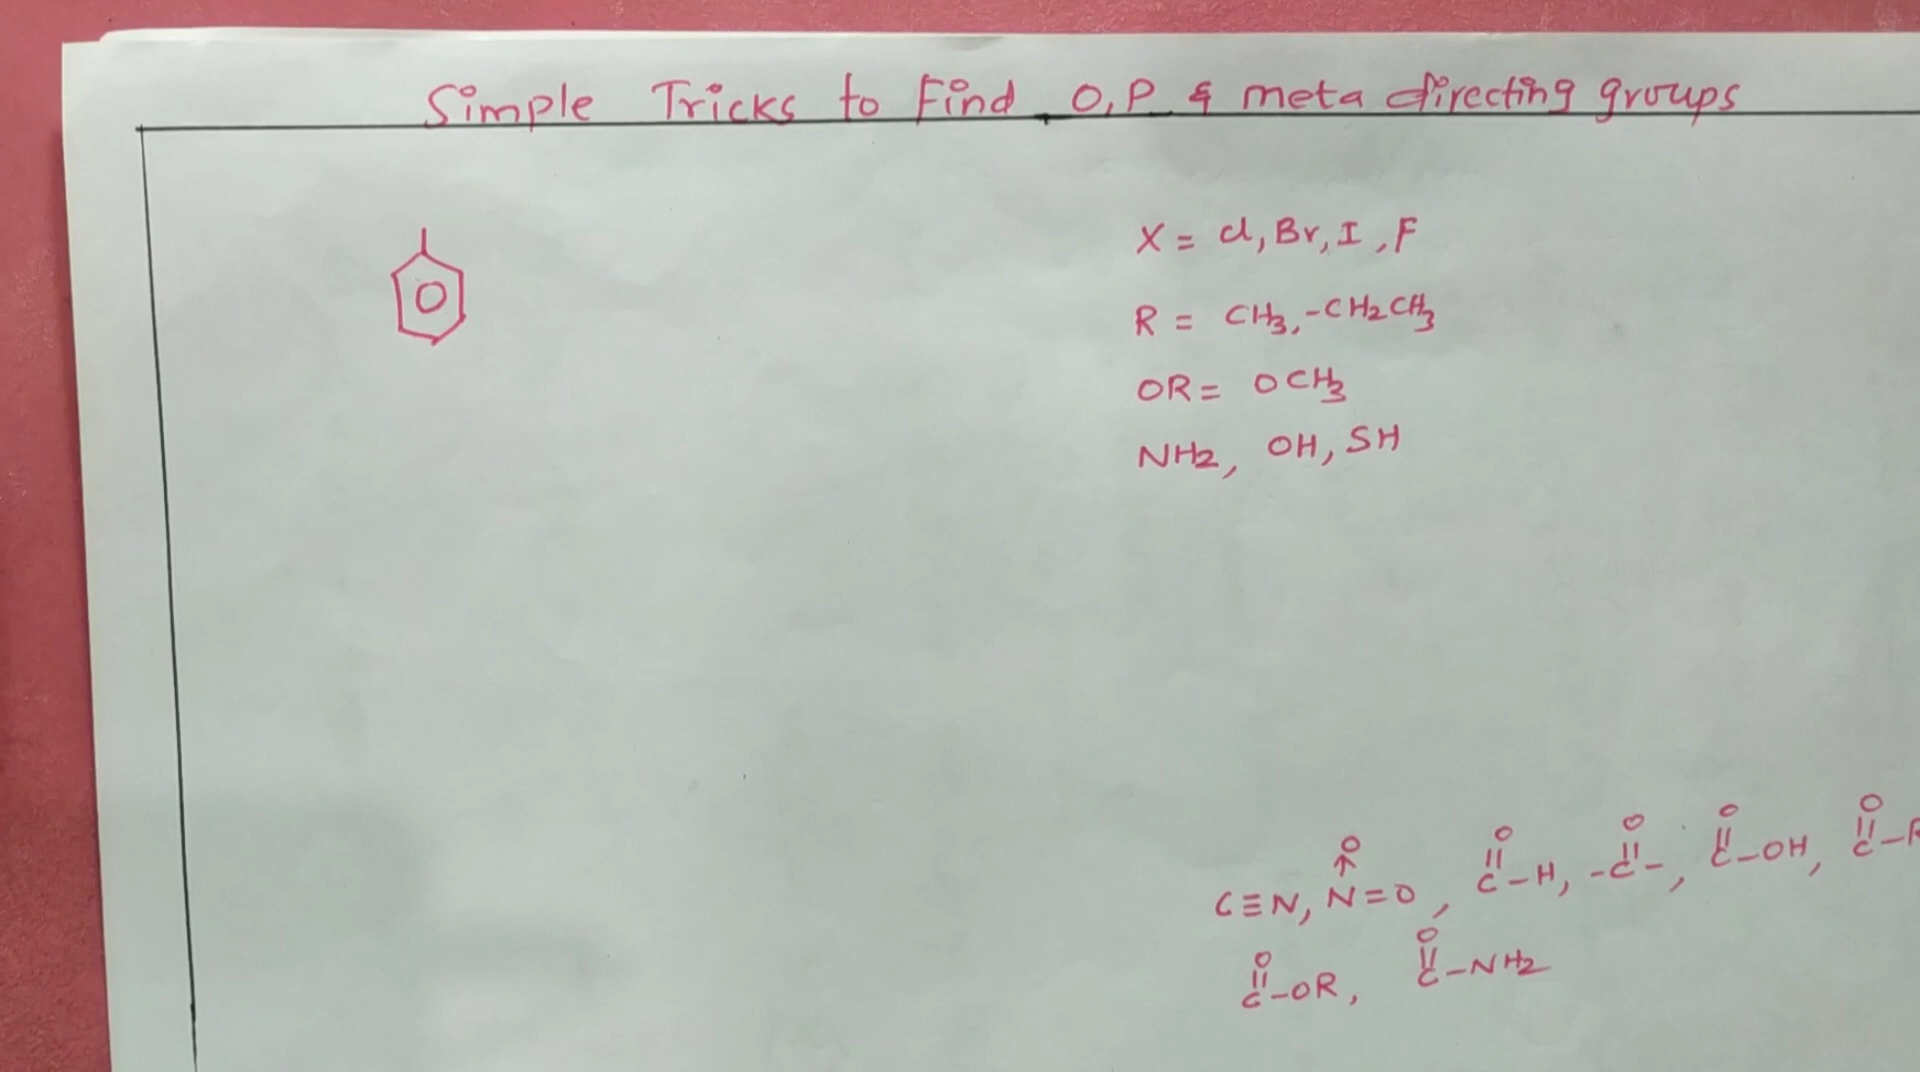 Simple Tricks to Find O,P & meta directing groups
X = Cl, Br, I, F
R = CH3, -CH2CH3
OR = OCH3
NH2, OH, SH
O O O O O
C≡N, N=O, C-H, -C-, C-OH, C-R
O O
C-OR, C-NH2